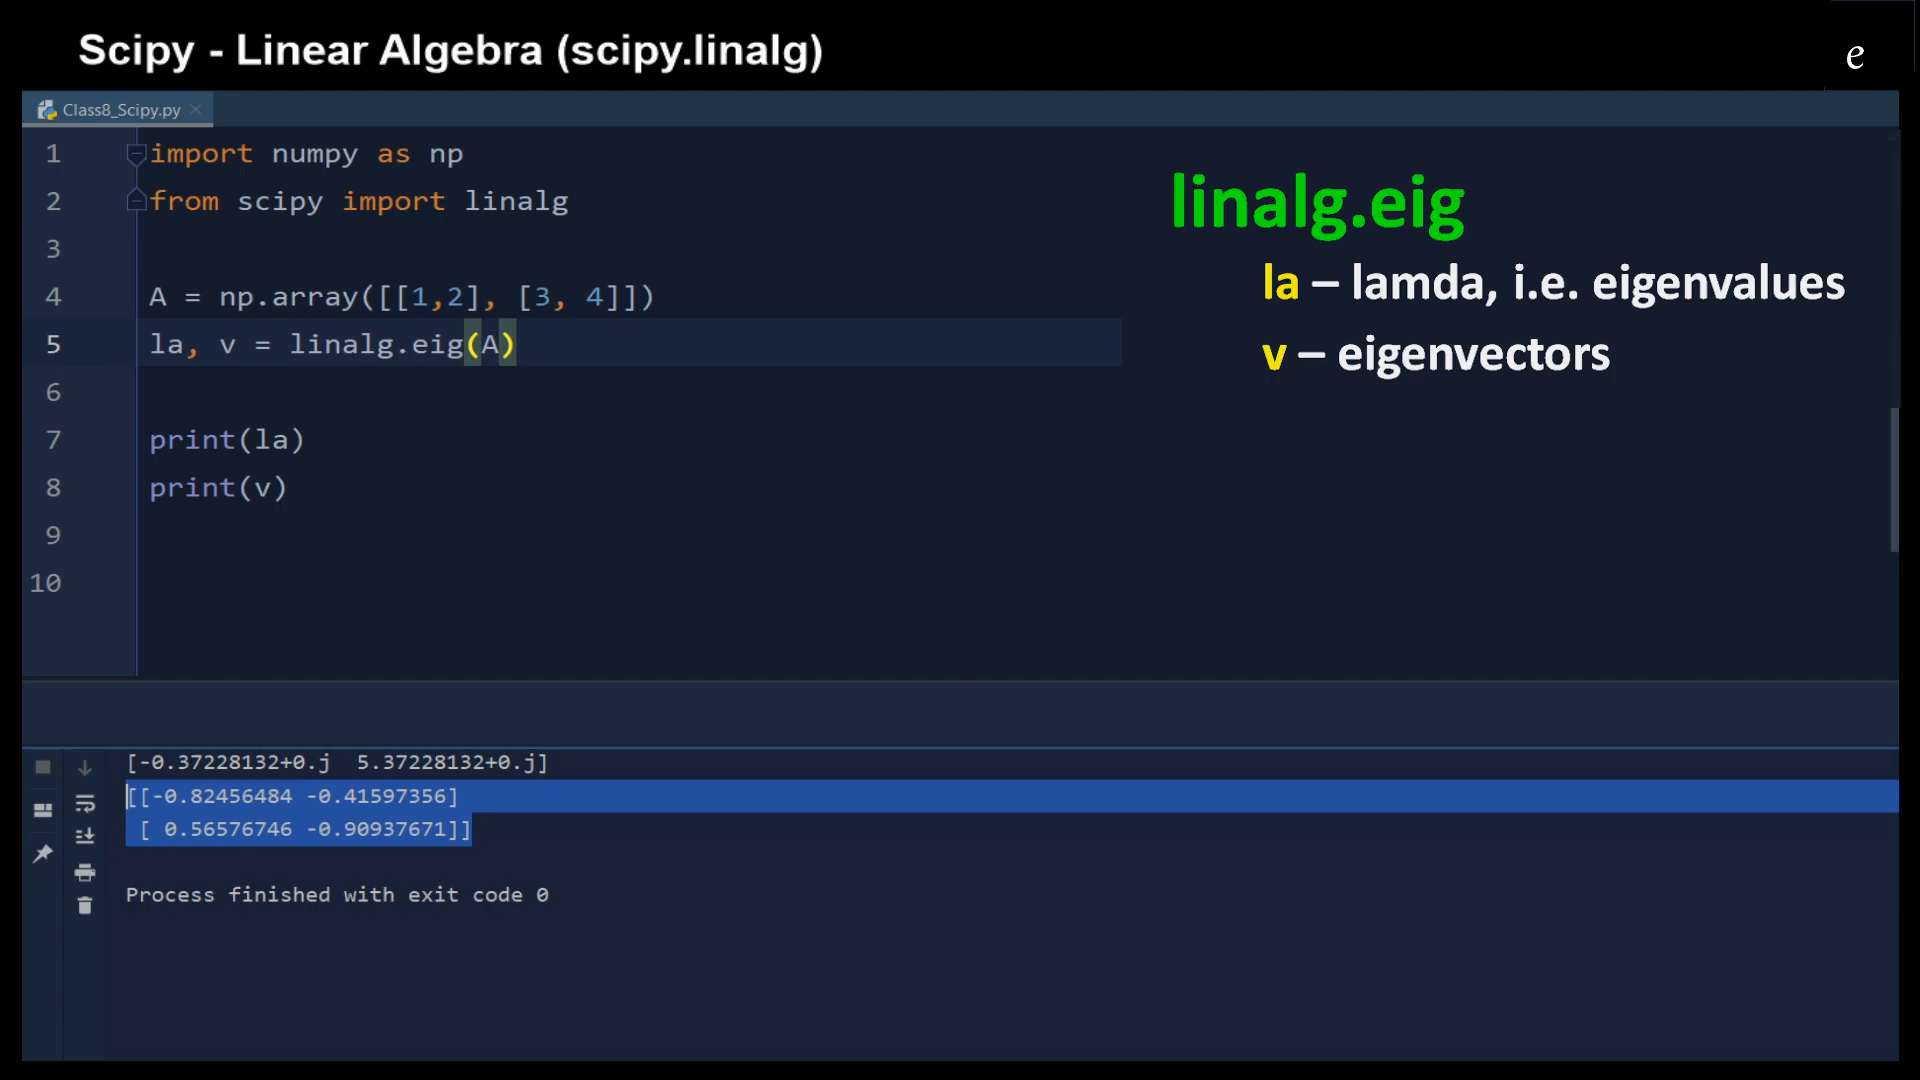 Scipy - Linear Algebra (scipy.linalg)
e
Class8_Scipy.py
1 import numpy as np
2 from scipy import linalg
3
4 A = np.array([[1,2], [3, 4]])
5 la, v = linalg.eig(A)
6
7 print(la)
8 print(v)
9
10
linalg.eig
la – lamda, i.e. eigenvalues
v – eigenvectors
[-0.37228132+0.j  5.37228132+0.j]
[[-0.82456484 -0.41597356]
 [ 0.56576746 -0.90937671]]
Process finished with exit code 0